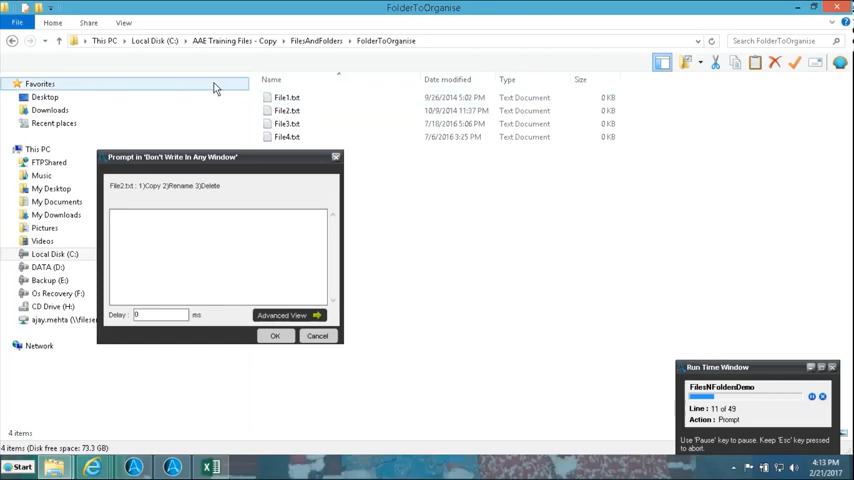 FolderToOrganise
File Home Share View
This PC Local Disk (C:) AAE Training Files - Copy FilesAndFolders FolderToOrganise
Search FolderToOrganise
Name Date modified Type Size
Favorites
Desktop
Downloads
Recent places
This PC
FTPShared
Music
My Desktop
My Documents
My Downloads
Pictures
Videos
Local Disk (C:)
DATA (D:)
Backup (E:)
Os Recovery (F:)
CD Drive (H:)
ajay.mehta (\\fileser
Network
File1.txt 9/26/2014 5:02 PM Text Document 0 KB
File2.txt 10/9/2014 11:37 PM Text Document 0 KB
File3.txt 7/18/2016 5:06 PM Text Document 0 KB
File4.txt 7/6/2016 3:25 PM Text Document 0 KB
Prompt in 'Don't Write In Any Window'
File2.txt : 1)Copy 2)Rename 3)Delete
Delay : 0 ms Advanced View
OK Cancel
Run Time Window
FilesNFoldersDemo
Line : 11 of 49
Action : Prompt
Use 'Pause' key to pause. Keep 'Esc' key pressed
to abort.
4 items
4 items (Disk free space: 73.3 GB)
Start
4:13 PM
2/21/2017